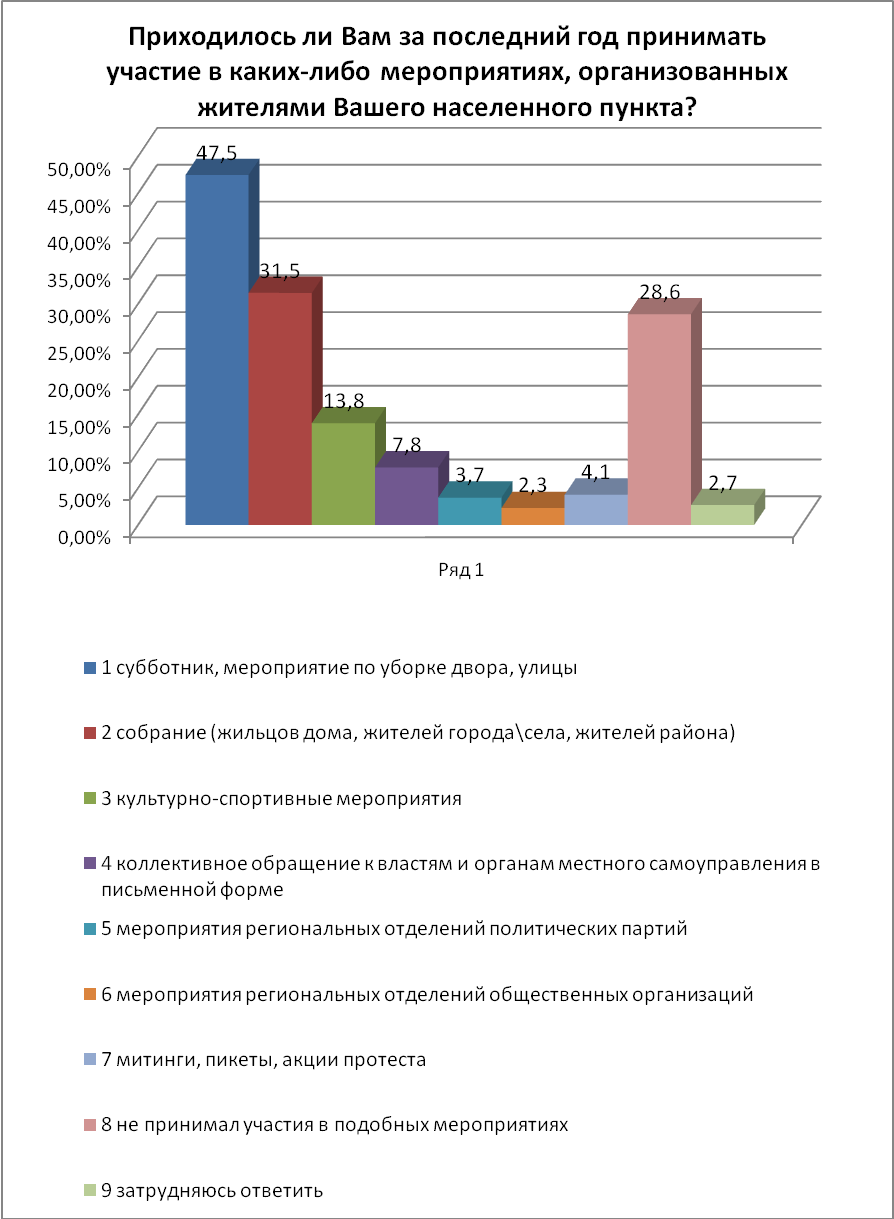 Приходилось ли Вам за последний год принимать
участие в каких-либо мероприятиях, организованных
жителями Вашего населенного пункта?
50,00%
45,00%
40,00%
35,00%
30,00%
25,00%
20,00%
15,00%
10,00%
5,00%
0,00%
47,5
31,5
13,8
7,8
3,7
2,3
4,1
28,6
2,7
Ряд 1
1 субботник, мероприятие по уборке двора, улицы
2 собрание (жильцов дома, жителей города\села, жителей района)
3 культурно-спортивные мероприятия
4 коллективное обращение к властям и органам местного самоуправления в
письменной форме
5 мероприятия региональных отделений политических партий
6 мероприятия региональных отделений общественных организаций
7 митинги, пикеты, акции протеста
8 не принимал участия в подобных мероприятиях
9 затрудняюсь ответить